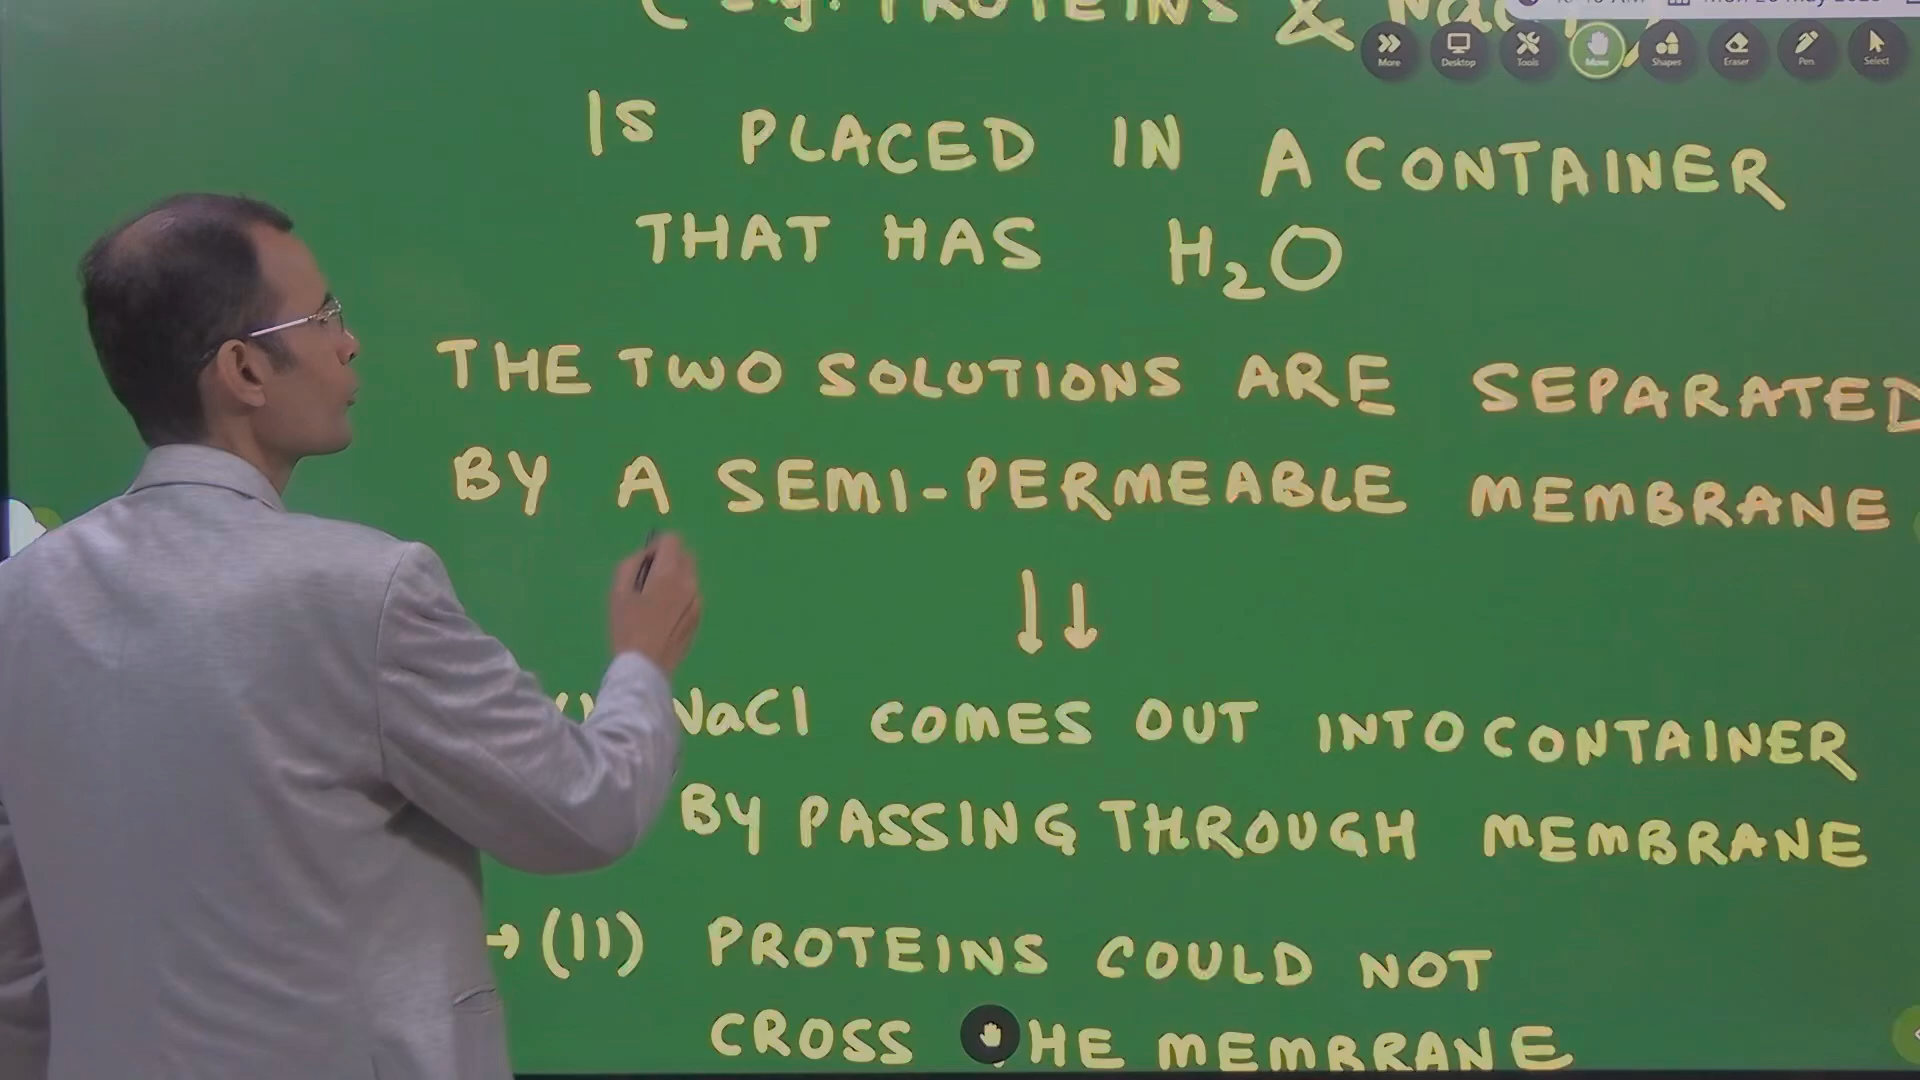 PROTEINS &
More
Desktop
Tools
Move
Shapes
Eraser
Pen
Select
IS PLACED IN A CONTAINER
THAT HAS H₂O
THE TWO SOLUTIONS ARE SEPARATED
BY A SEMI-PERMEABLE MEMBRANE
↓↓
NaCl COMES OUT INTO CONTAINER
BY PASSING THROUGH MEMBRANE
→ (II) PROTEINS COULD NOT
CROSS HE MEMBRANE